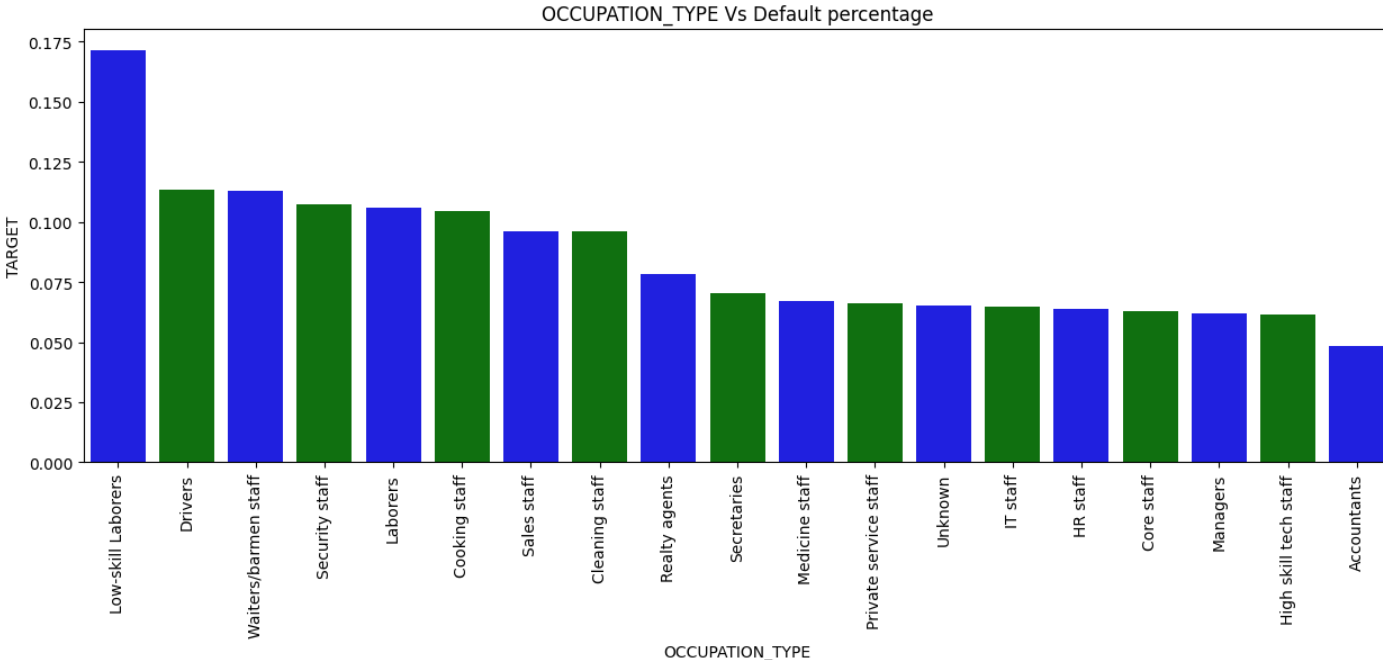 OCCUPATION_TYPE Vs Default percentage
TARGET
0.175
0.150
0.125
0.100
0.075
0.050
0.025
0.000
Low-skill Laborers
Drivers
Waiters/barmen staff
Security staff
Laborers
Cooking staff
Sales staff
Cleaning staff
Realty agents
Secretaries
Medicine staff
Private service staff
Unknown
IT staff
HR staff
Core staff
Managers
High skill tech staff
Accountants
OCCUPATION_TYPE